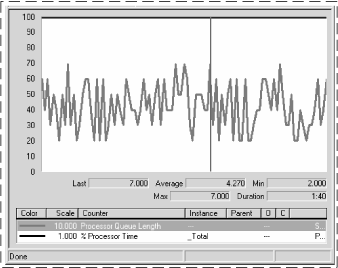 100
90
80
70
60
50
40
30
20
10
0
Last 7.000 Average 4.270 Min 2.000
Max 7.000 Duration 1:40
Color Scale Counter Instance Parent O C
10.000 Processor Queue Length --- --- S...
1.000 % Processor Time _Total --- P...
Done